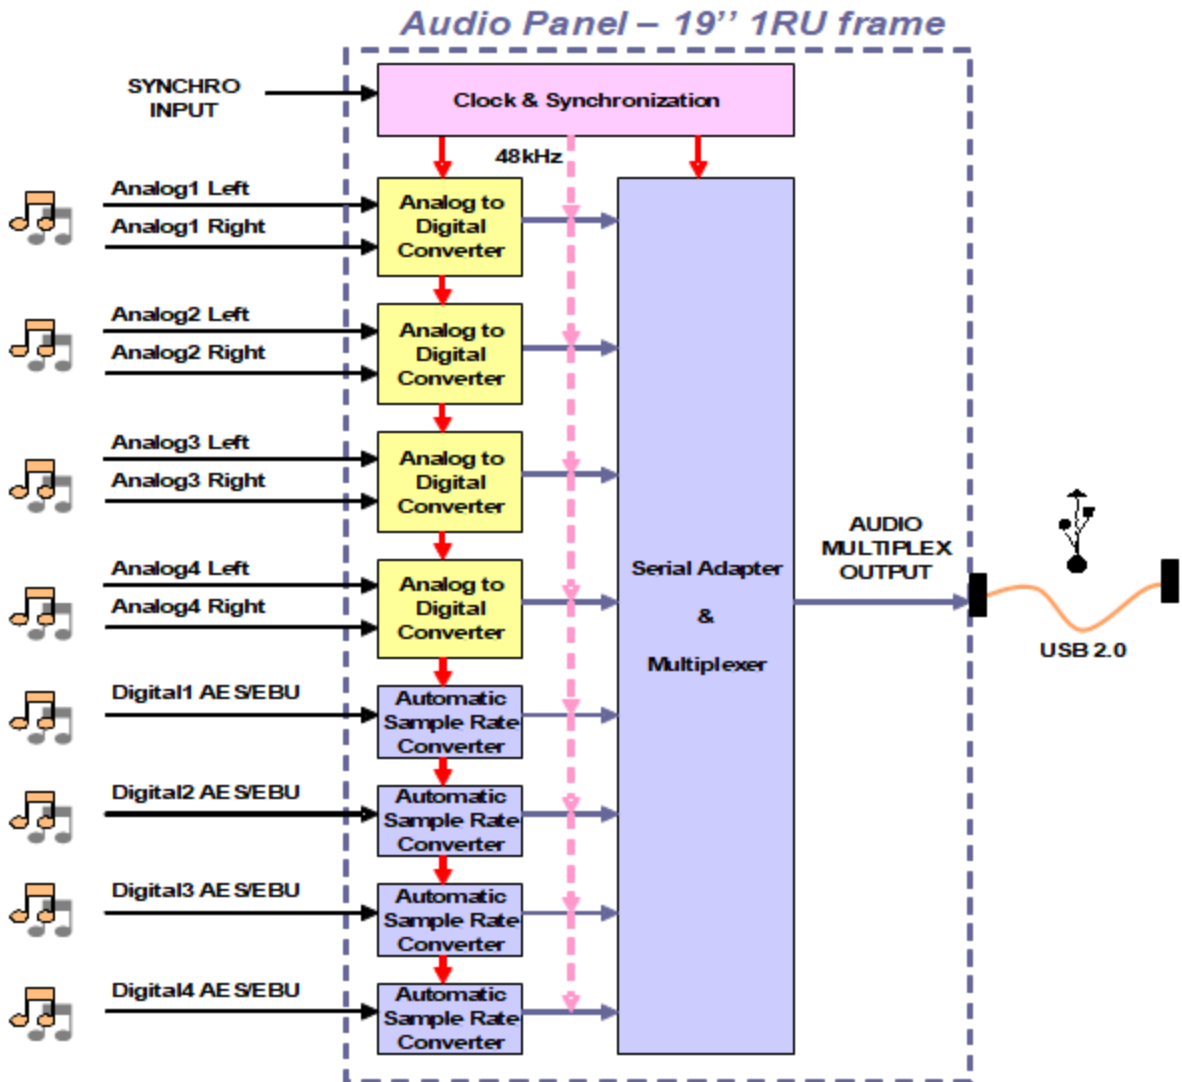 Audio Panel – 19’’ 1RU frame
SYNCHRO
INPUT
Clock & Synchronization
48kHz
Analog1 Left
Analog1 Right
Analog to
Digital
Converter
Analog2 Left
Analog2 Right
Analog to
Digital
Converter
Analog3 Left
Analog3 Right
Analog to
Digital
Converter
Analog4 Left
Analog4 Right
Analog to
Digital
Converter
Digital1 AES/EBU
Automatic
Sample Rate
Converter
Digital2 AES/EBU
Automatic
Sample Rate
Converter
Digital3 AES/EBU
Automatic
Sample Rate
Converter
Digital4 AES/EBU
Automatic
Sample Rate
Converter
Serial Adapter
&
Multiplexer
AUDIO
MULTIPLEX
OUTPUT
USB 2.0